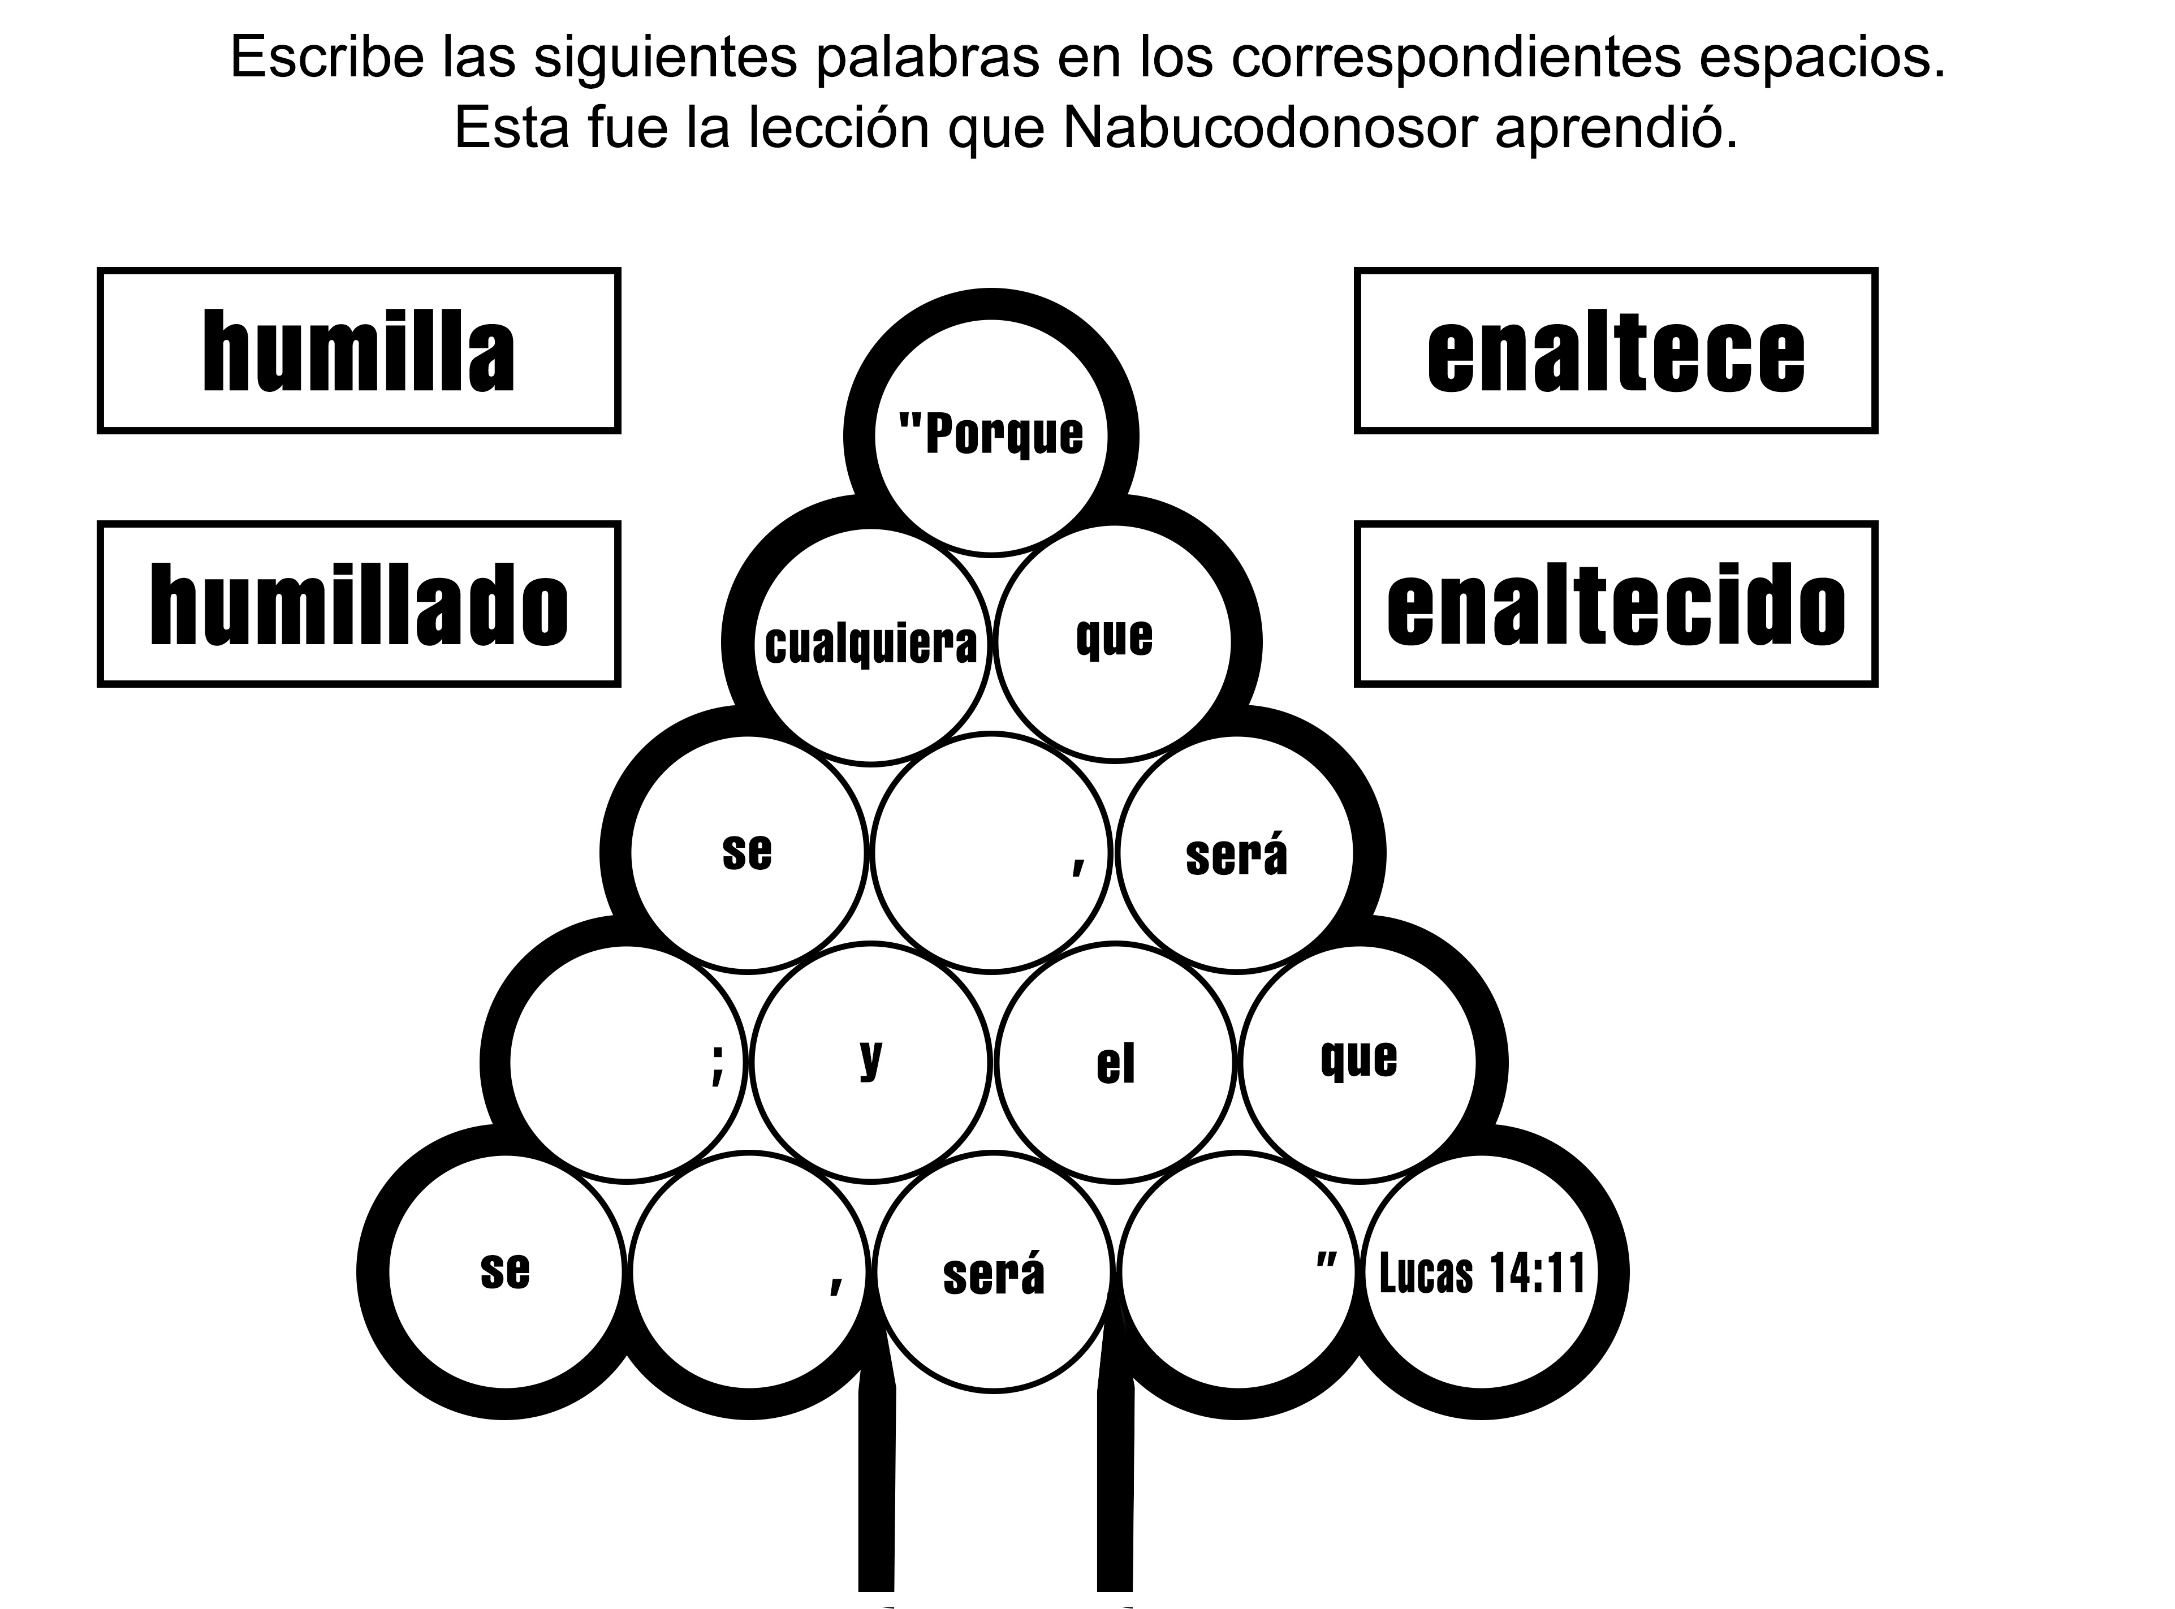 Escribe las siguientes palabras en los correspondientes espacios.
Esta fue la lección que Nabucodonosor aprendió.
humilla
enaltece
humillado
enaltecido
"Porque
cualquiera que
se , será
; y el que
se , será " Lucas 14:11